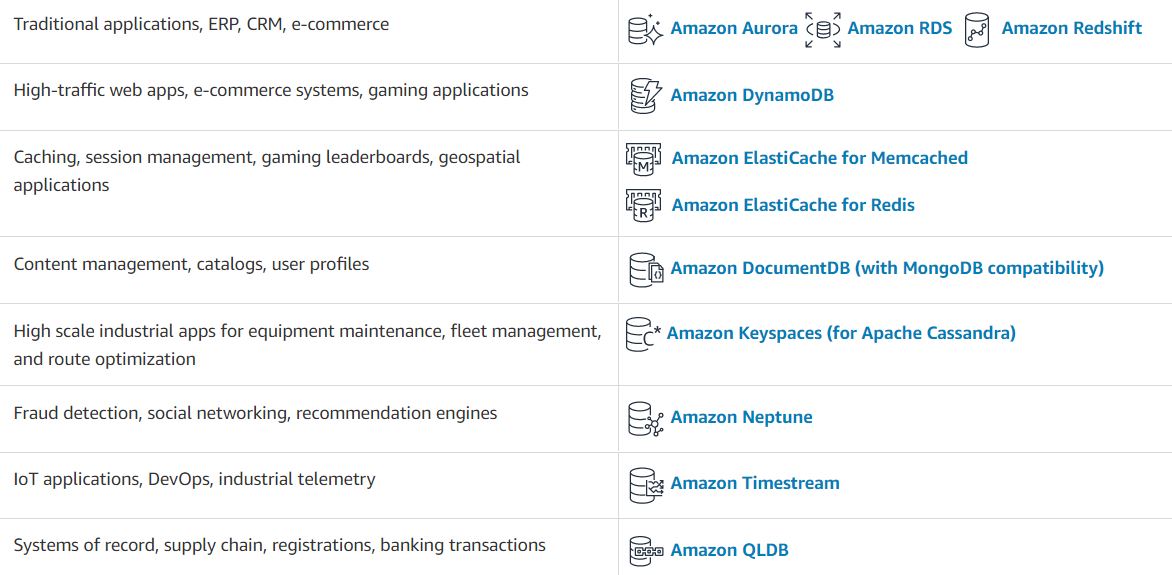 Traditional applications, ERP, CRM, e-commerce
Amazon Aurora Amazon RDS Amazon Redshift
High-traffic web apps, e-commerce systems, gaming applications
Amazon DynamoDB
Caching, session management, gaming leaderboards, geospatial
applications
M Amazon ElastiCache for Memcached
R Amazon ElastiCache for Redis
Content management, catalogs, user profiles
{} Amazon DocumentDB (with MongoDB compatibility)
High scale industrial apps for equipment maintenance, fleet management,
and route optimization
C* Amazon Keyspaces (for Apache Cassandra)
Fraud detection, social networking, recommendation engines
Amazon Neptune
IoT applications, DevOps, industrial telemetry
Amazon Timestream
Systems of record, supply chain, registrations, banking transactions
Amazon QLDB